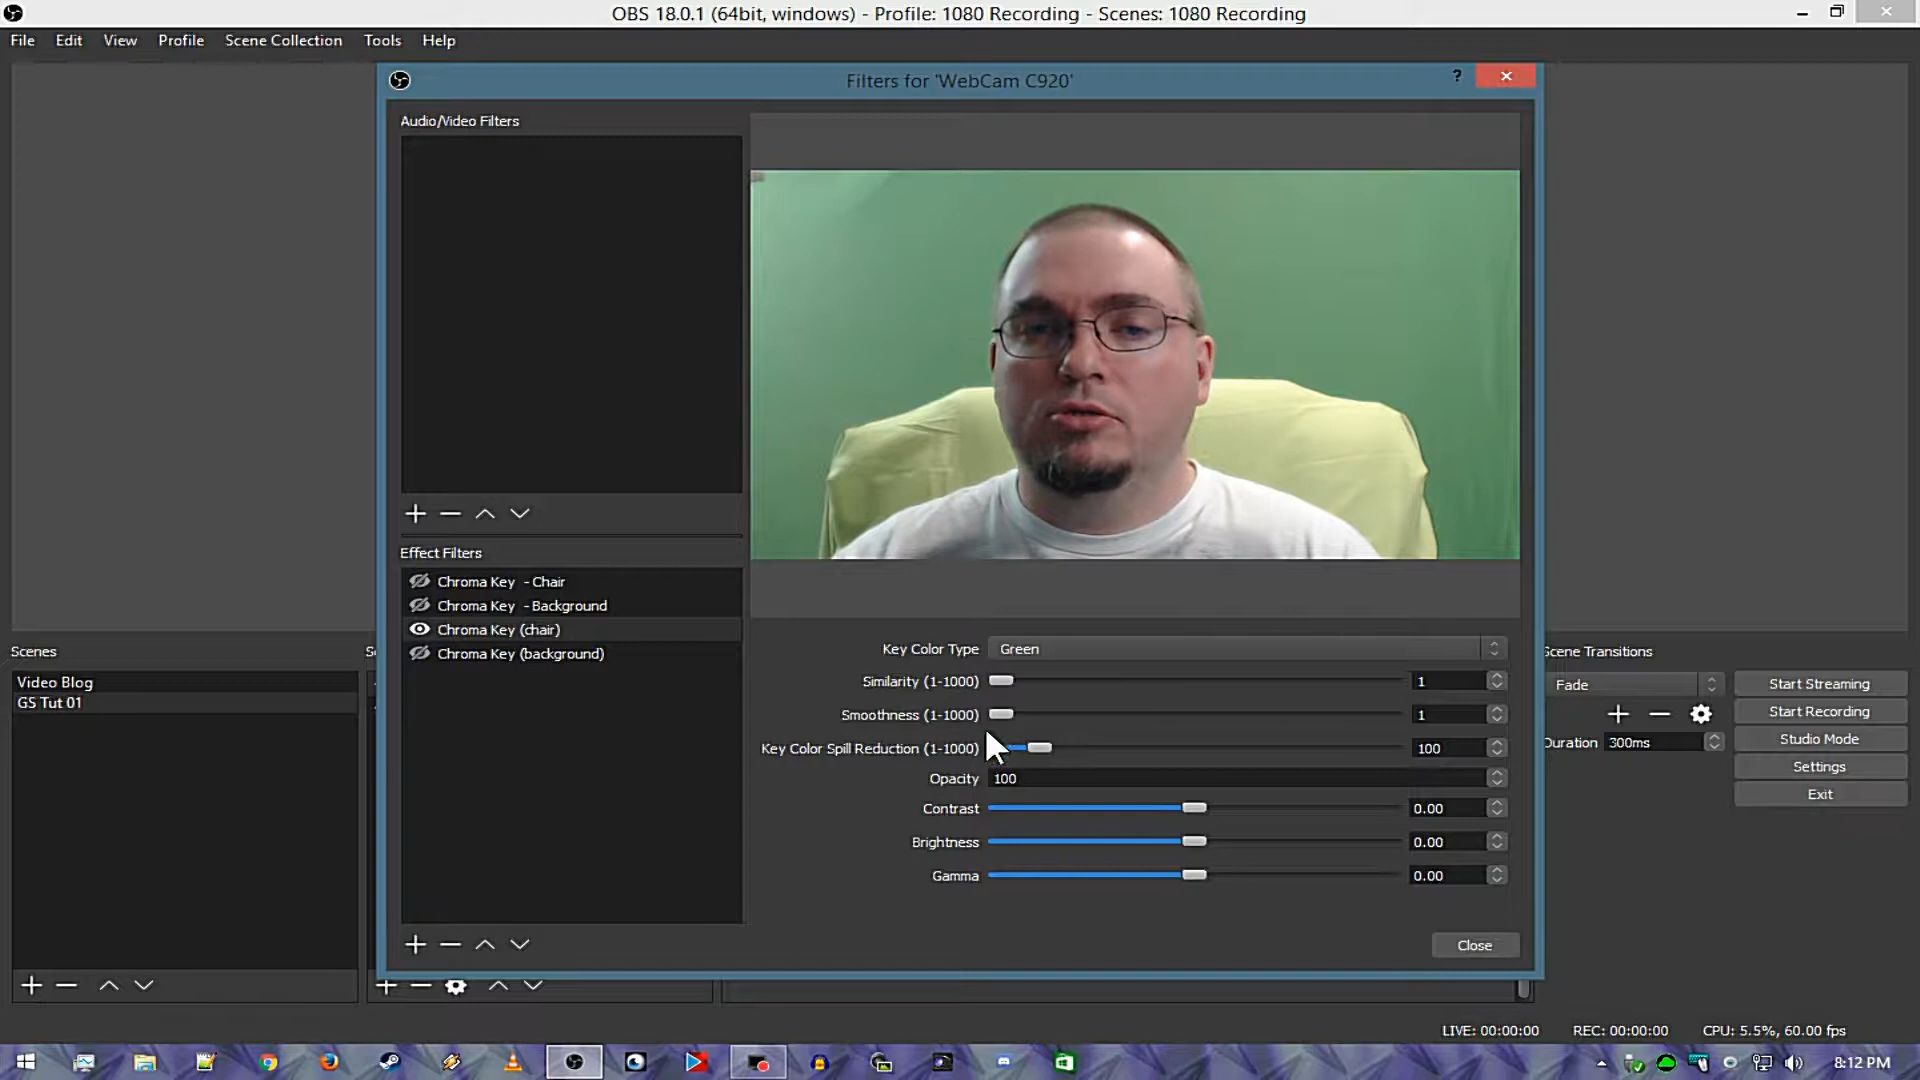 OBS 18.0.1 (64bit, windows) - Profile: 1080 Recording - Scenes: 1080 Recording
File Edit View Profile Scene Collection Tools Help
Filters for 'WebCam C920'
?
Audio/Video Filters
Effect Filters
Chroma Key - Chair
Chroma Key - Background
Chroma Key (chair)
Chroma Key (background)
Key Color Type Green
Similarity (1-1000) 1
Smoothness (1-1000) 1
Key Color Spill Reduction (1-1000) 100
Opacity 100
Contrast 0.00
Brightness 0.00
Gamma 0.00
Close
Scenes
Video Blog
GS Tut 01
Scene Transitions
Fade
Duration 300ms
Start Streaming
Start Recording
Studio Mode
Settings
Exit
LIVE: 00:00:00 REC: 00:00:00 CPU: 5.5%, 60.00 fps
8:12 PM